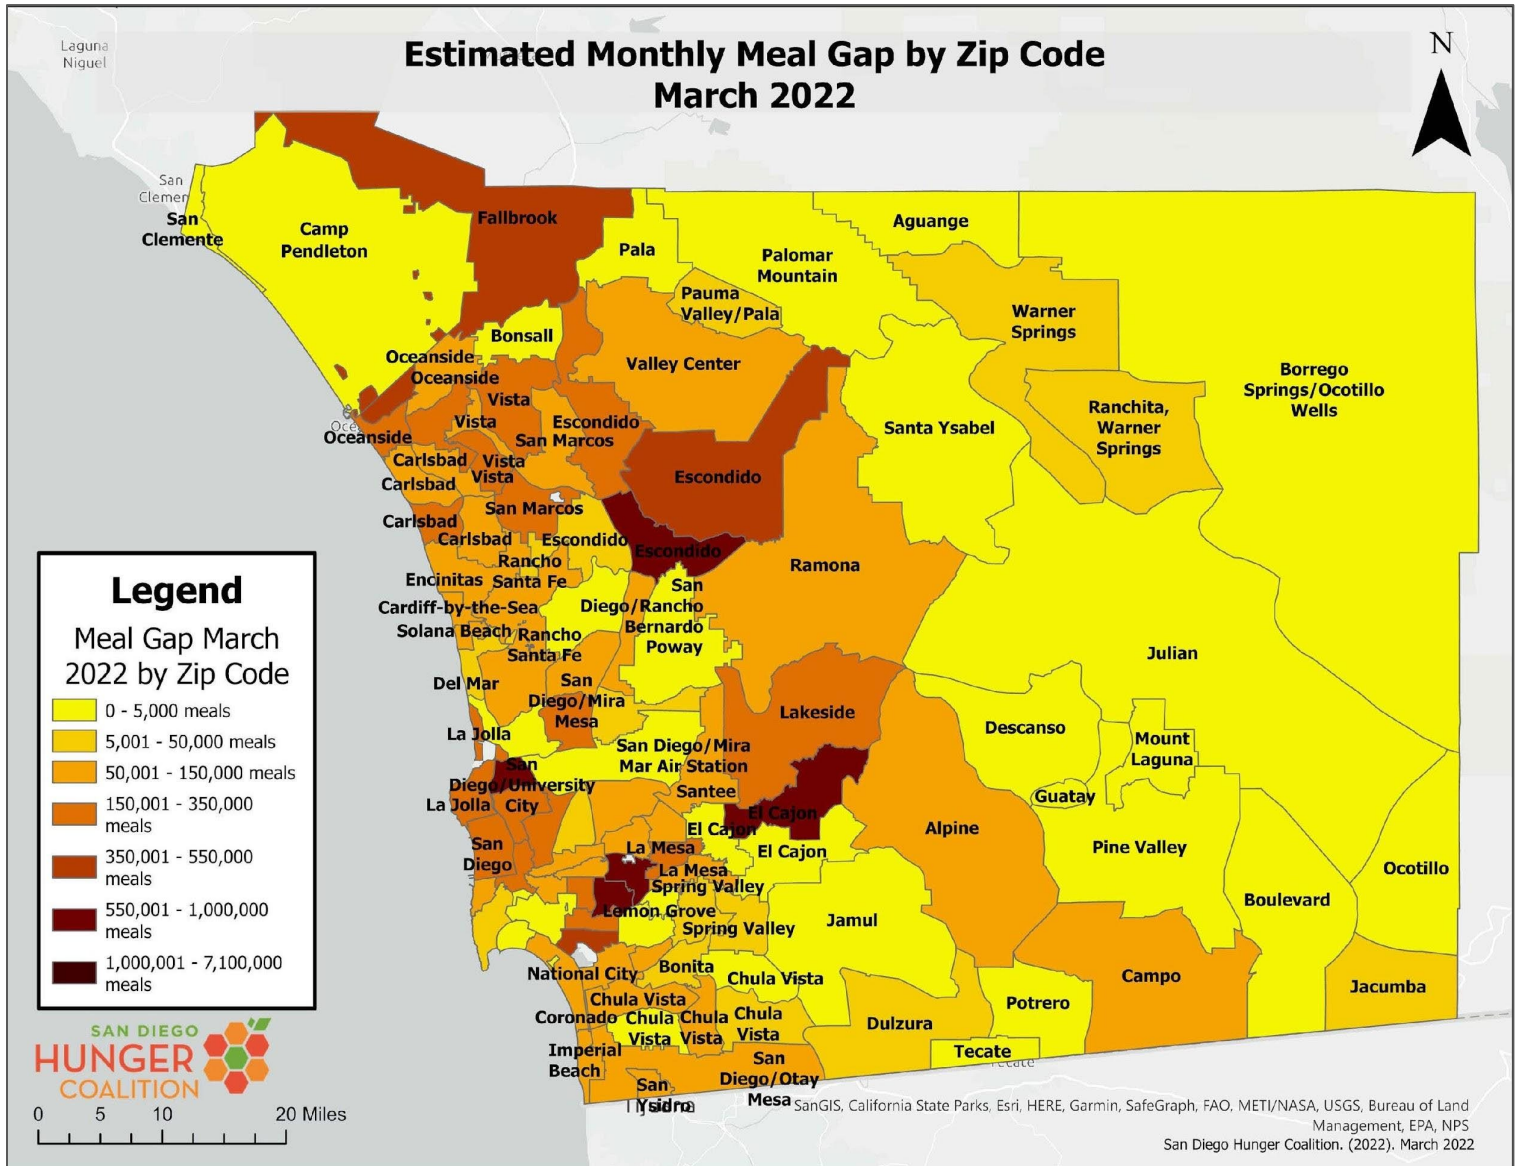 Estimated Monthly Meal Gap by Zip Code
March 2022
N
Laguna
Niguel
San
Clemente
San
Clemente
Camp
Pendleton
Fallbrook
Pala
Aguange
Palomar
Mountain
Pauma
Valley/Pala
Warner
Springs
Bonsall
Valley Center
Borrego
Springs/Ocotillo
Wells
Ranchita,
Warner
Springs
Santa Ysabel
Oceanside
Oceanside
Vista
Vista
Escondido
San Marcos
Oceanside
Carlsbad
Vista
Vista
Carlsbad
Escondido
San Marcos
Carlsbad
Carlsbad
Escondido
Escondido
Rancho
Santa Fe
Ramona
Encinitas
San
Diego/Rancho
Bernardo
Poway
Cardiff-by-the-Sea
Solana Beach
Rancho
Santa Fe
Julian
Del Mar
San
Diego/Mira
Mesa
Lakeside
Descanso
Mount
Laguna
La Jolla
San Diego/Mira
Mar Air Station
San
Diego/University
City
La Jolla
Santee
Guatay
El Cajon
El Cajon
El Cajon
Alpine
Pine Valley
San
Diego
La Mesa
La Mesa
Spring Valley
Ocotillo
Boulevard
Lemon Grove
Spring Valley
Jamul
National City
Bonita
Chula Vista
Campo
Jacumba
Chula Vista
Potrero
Coronado
Chula
Vista
Chula
Vista
Chula
Vista
Dulzura
Tecate
Imperial
Beach
San
Diego/Otay
Mesa
San
Ysidro
Legend
Meal Gap March
2022 by Zip Code
0 - 5,000 meals
5,001 - 50,000 meals
50,001 - 150,000 meals
150,001 - 350,000
meals
350,001 - 550,000
meals
550,001 - 1,000,000
meals
1,000,001 - 7,100,000
meals
SAN DIEGO
HUNGER
COALITION
0 5 10 20 Miles
SanGIS, California State Parks, Esri, HERE, Garmin, SafeGraph, FAO, METI/NASA, USGS, Bureau of Land
Management, EPA, NPS
San Diego Hunger Coalition. (2022). March 2022